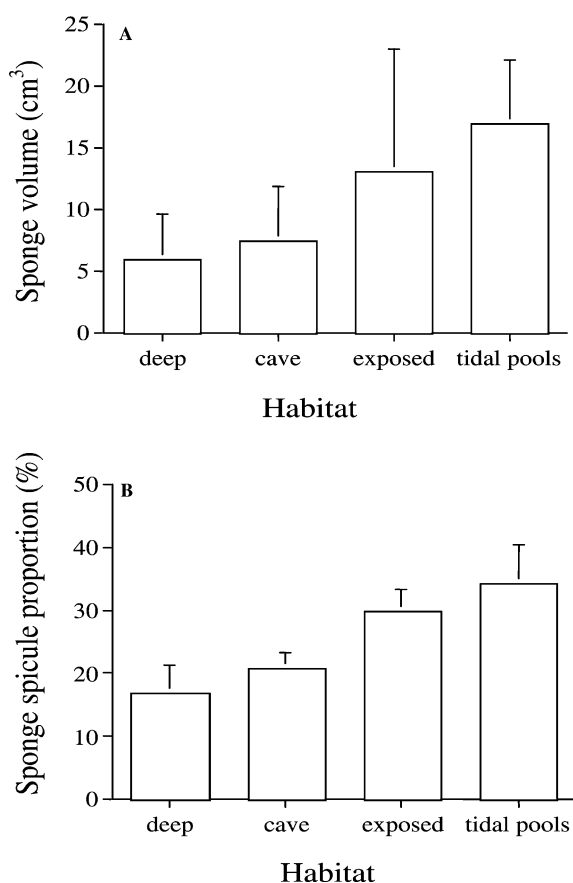 A
Sponge volume (cm³)
25
20
15
10
5
0
deep cave exposed tidal pools
Habitat
B
Sponge spicule proportion (%)
50
40
30
20
10
0
deep cave exposed tidal pools
Habitat